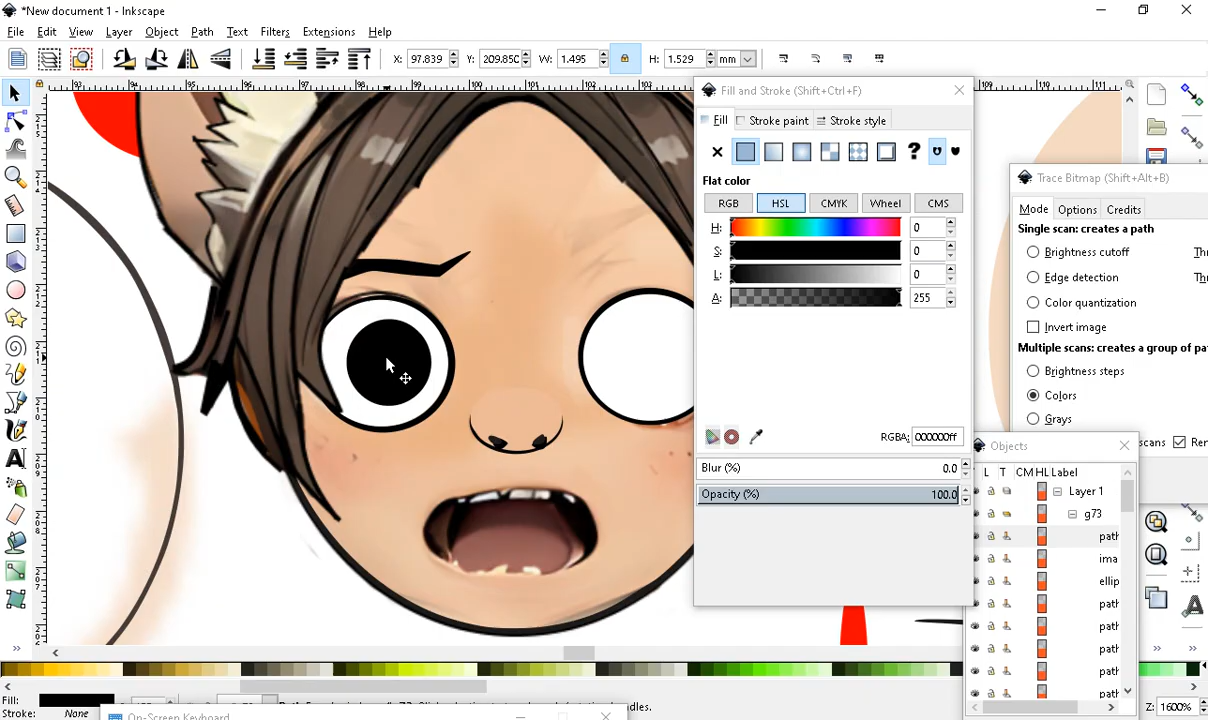 *New document 1 - Inkscape
File Edit View Layer Object Path Text Filters Extensions Help
X: 97.839 Y: 209.850 W: 1.495 H: 1.529 mm
Fill and Stroke (Shift+Ctrl+F)
Fill Stroke paint Stroke style
Flat color
RGB HSL CMYK Wheel CMS
H: 0
S: 0
L: 0
A: 255
RGBA: 000000ff
Blur (%) 0.0
Opacity (%) 100.0
Trace Bitmap (Shift+Alt+B)
Mode Options Credits
Single scan: creates a path
Brightness cutoff
Edge detection
Color quantization
Invert image
Multiple scans: creates a group of pa
Brightness steps
Colors
Grays
scans
Objects
L T CM HL Label
Layer 1
g73
path
ima
ellip
path
path
path
path
path
Fill:
Stroke: None
Z: 1600%
On-Screen Keyboard